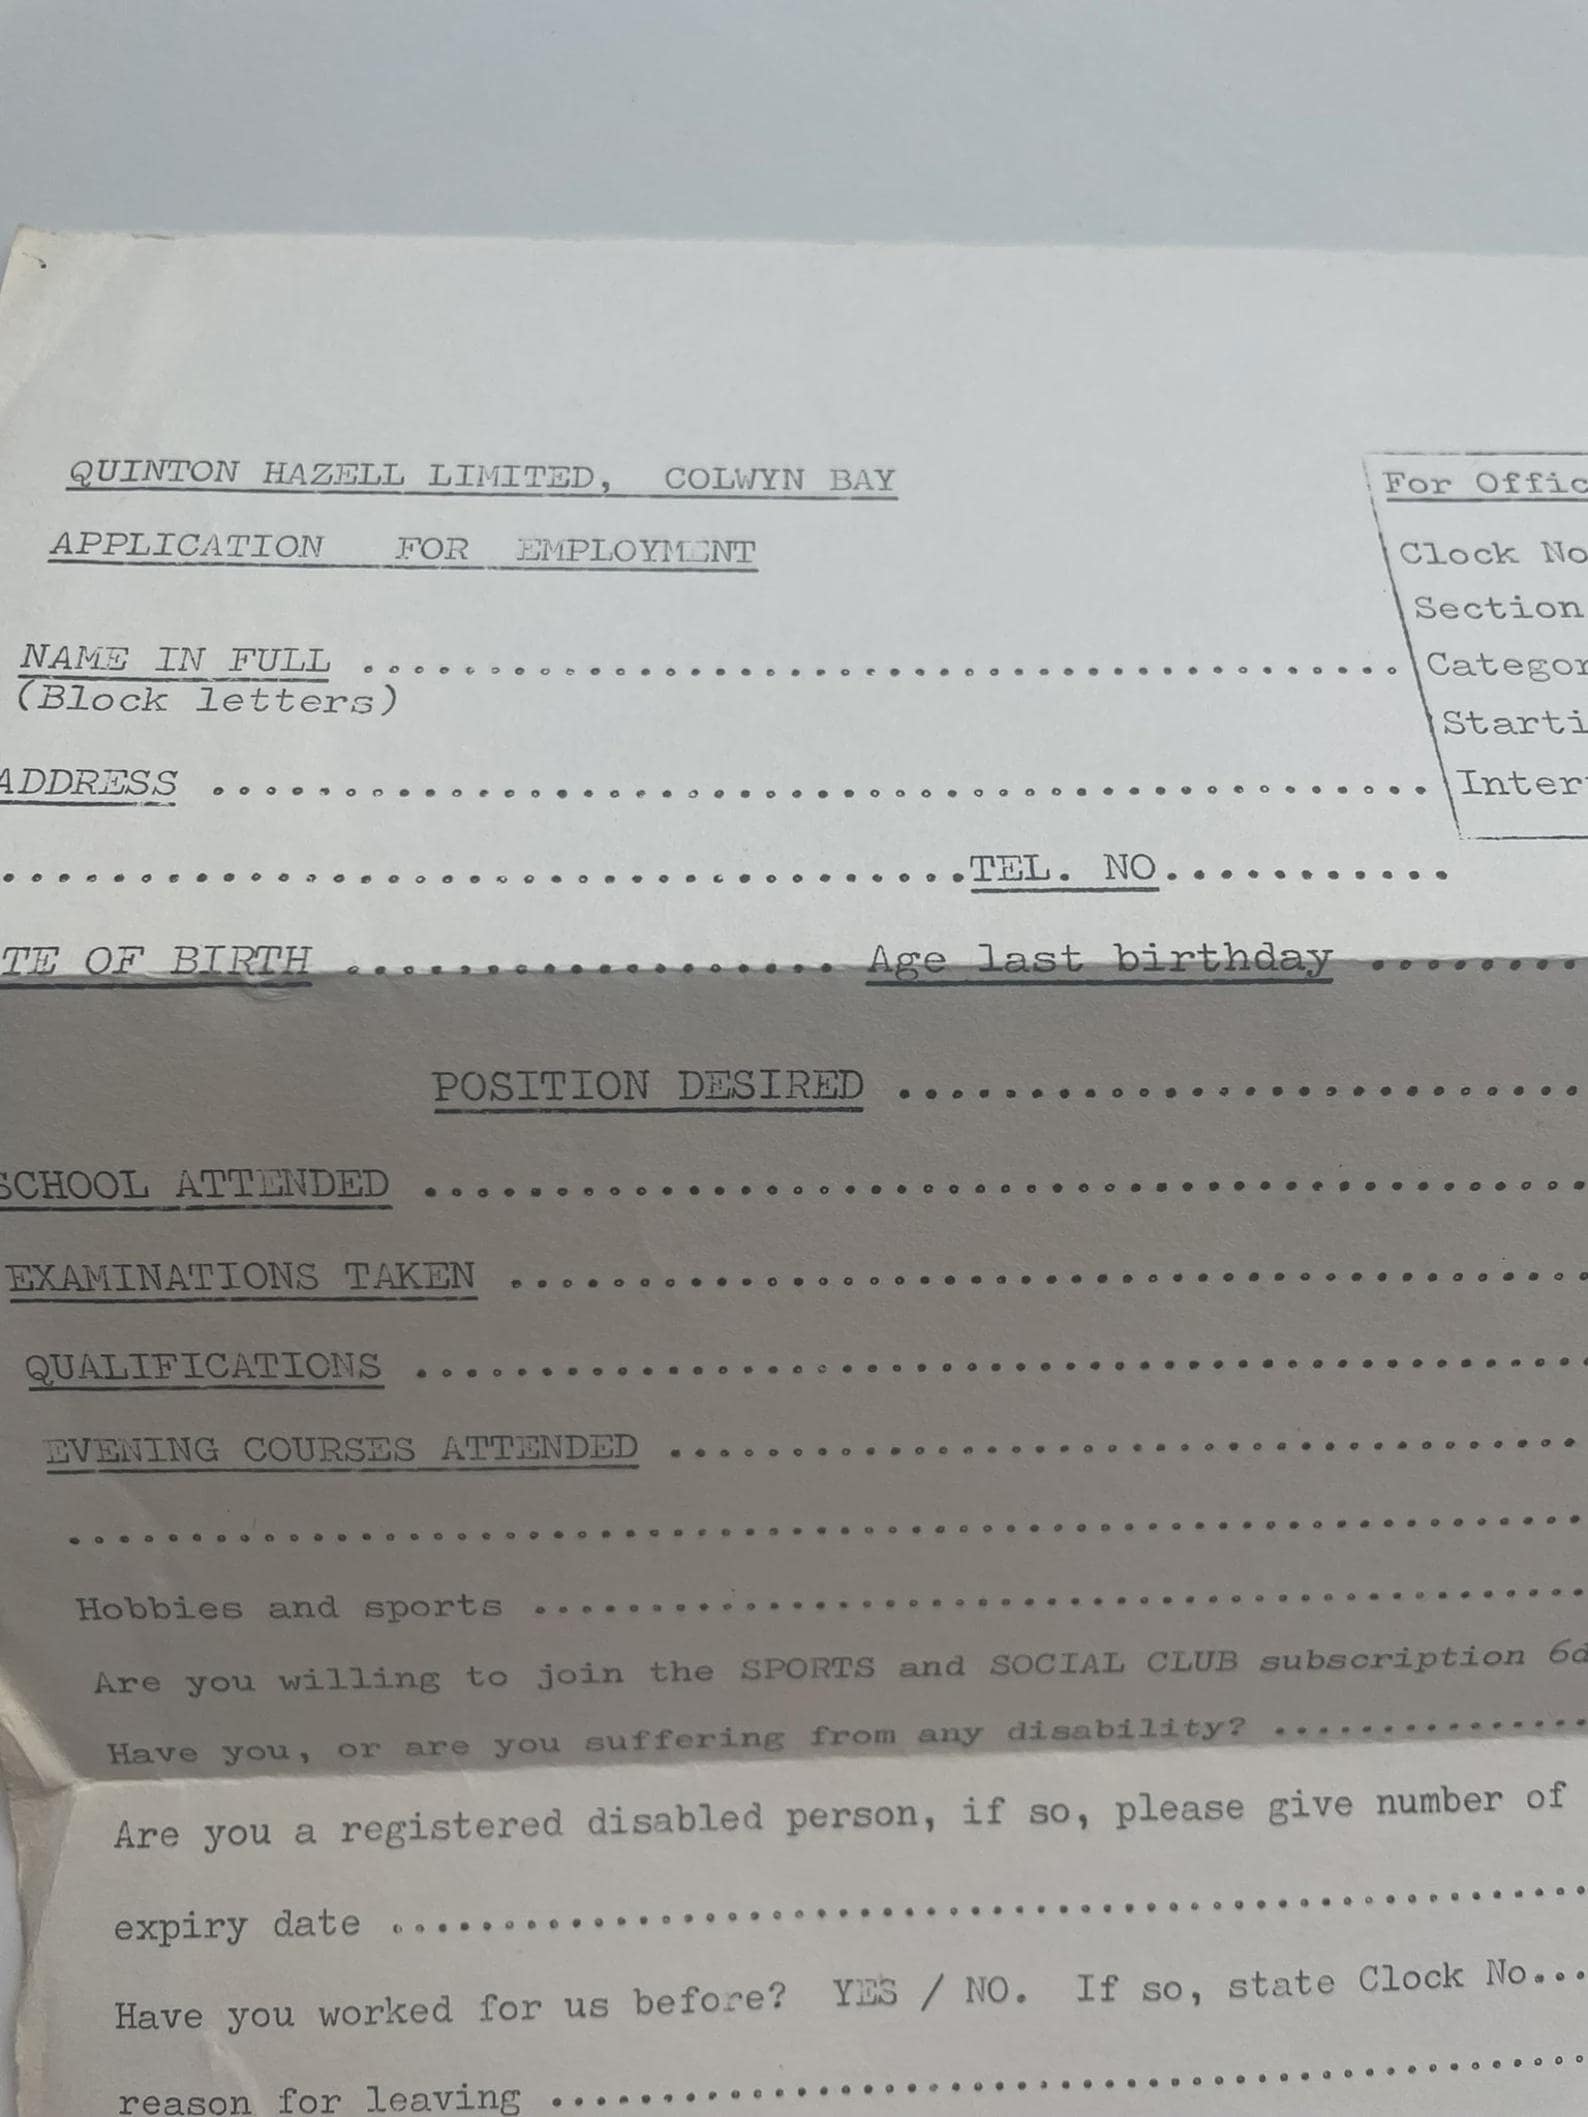 QUINTON HAZELL LIMITED, COLWYN BAY
APPLICATION FOR EMPLOYMENT
For Offic
Clock No
Section
Categor
Starti
Inter
NAME IN FULL ........................................
(Block letters)
ADDRESS ...............................................
....................................TEL. NO...........
TE OF BIRTH .................. Age last birthday ........
POSITION DESIRED ..........................
SCHOOL ATTENDED .............................................
EXAMINATIONS TAKEN ..........................................
QUALIFICATIONS ..............................................
EVENING COURSES ATTENDED ....................................
...............................................................
Hobbies and sports .............................................
Are you willing to join the SPORTS and SOCIAL CLUB subscription 6d
Have you, or are you suffering from any disability? ..............
Are you a registered disabled person, if so, please give number of
expiry date .....................................................
Have you worked for us before? YES / NO. If so, state Clock No...
reason for leaving ..............................................